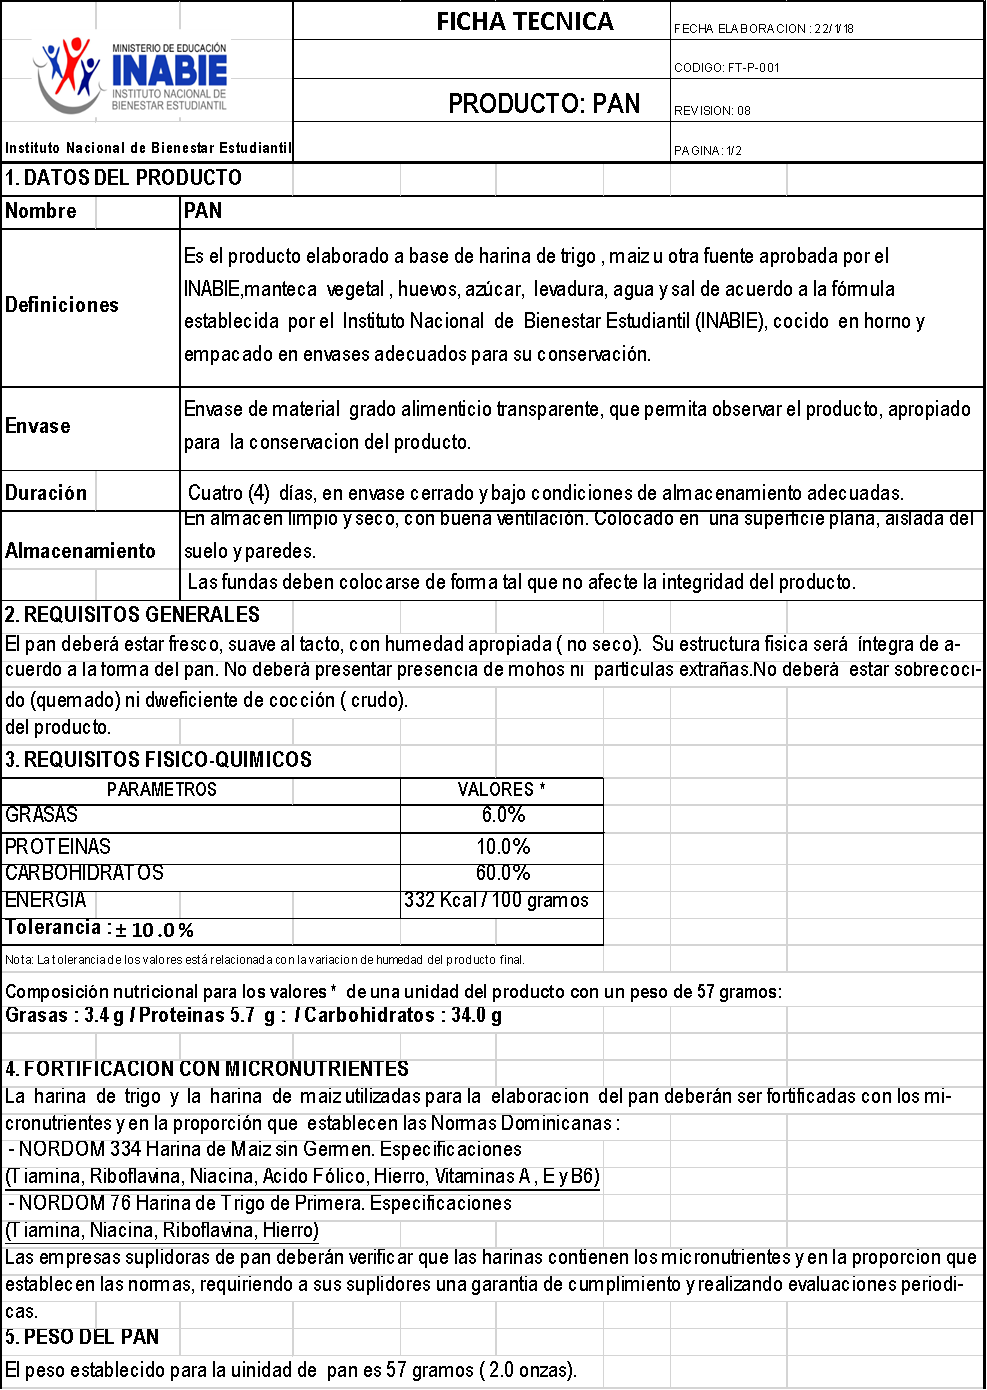 FICHA TECNICA
FECHA ELABORACION : 22/1/18
MINISTERIO DE EDUCACIÓN
INABIE
INSTITUTO NACIONAL DE
BIENESTAR ESTUDIANTIL
CODIGO: FT-P-001
PRODUCTO: PAN
REVISION: 08
Instituto Nacional de Bienestar Estudiantil
PAGINA: 1/2
1. DATOS DEL PRODUCTO
Nombre PAN
Definiciones
Es el producto elaborado a base de harina de trigo , maiz u otra fuente aprobada por el
INABIE,manteca vegetal , huevos, azúcar, levadura, agua y sal de acuerdo a la fórmula
establecida por el Instituto Nacional de Bienestar Estudiantil (INABIE), cocido en horno y
empacado en envases adecuados para su conservación.
Envase
Envase de material grado alimenticio transparente, que permita observar el producto, apropiado
para la conservacion del producto.
Duración Cuatro (4) días, en envase cerrado y bajo condiciones de almacenamiento adecuadas.
Almacenamiento
En almacen limpio y seco, con buena ventilación. Colocado en una superficie plana, aislada del
suelo y paredes.
Las fundas deben colocarse de forma tal que no afecte la integridad del producto.
2. REQUISITOS GENERALES
El pan deberá estar fresco, suave al tacto, con humedad apropiada ( no seco). Su estructura fisica será íntegra de a-
cuerdo a la forma del pan. No deberá presentar presencia de mohos ni particulas extrañas.No deberá estar sobrecoci-
do (quemado) ni dweficiente de cocción ( crudo).
del producto.
3. REQUISITOS FISICO-QUIMICOS
PARAMETROS VALORES *
GRASAS 6.0%
PROTEINAS 10.0%
CARBOHIDRATOS 60.0%
ENERGIA 332 Kcal / 100 gramos
Tolerancia : ± 10.0%
Nota: La tolerancia de los valores está relacionada con la variacion de humedad del producto final.
Composición nutricional para los valores * de una unidad del producto con un peso de 57 gramos:
Grasas : 3.4 g / Proteinas 5.7 g : / Carbohidratos : 34.0 g
4. FORTIFICACION CON MICRONUTRIENTES
La harina de trigo y la harina de maiz utilizadas para la elaboracion del pan deberán ser fortificadas con los mi-
cronutrientes y en la proporción que establecen las Normas Dominicanas :
- NORDOM 334 Harina de Maiz sin Germen. Especificaciones
(Tiamina, Riboflavina, Niacina, Acido Fólico, Hierro, Vitaminas A , E y B6)
- NORDOM 76 Harina de Trigo de Primera. Especificaciones
(Tiamina, Niacina, Riboflavina, Hierro)
Las empresas suplidoras de pan deberán verificar que las harinas contienen los micronutrientes y en la proporcion que
establecen las normas, requiriendo a sus suplidores una garantia de cumplimiento y realizando evaluaciones periodi-
cas.
5. PESO DEL PAN
El peso establecido para la uinidad de pan es 57 gramos ( 2.0 onzas).